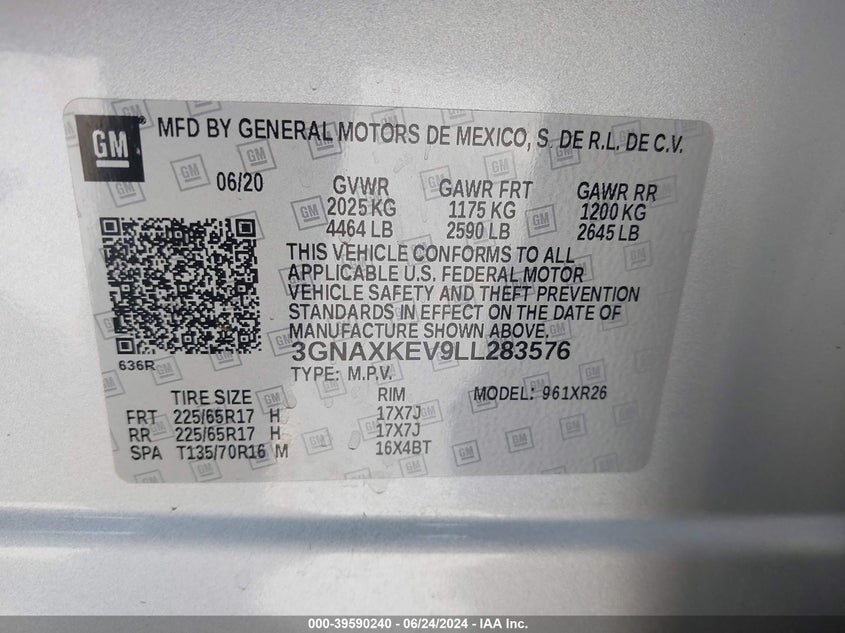 GM
MFD BY GENERAL MOTORS DE MEXICO, S. DE R.L. DE C.V.
06/20
GVWR GAWR FRT GAWR RR
2025 KG 1175 KG 1200 KG
4464 LB 2590 LB 2645 LB
THIS VEHICLE CONFORMS TO ALL
APPLICABLE U.S. FEDERAL MOTOR
VEHICLE SAFETY AND THEFT PREVENTION
STANDARDS IN EFFECT ON THE DATE OF
MANUFACTURE SHOWN ABOVE.
3GNAXKEV9LL283576
636R
TYPE: M.P.V.
TIRE SIZE RIM MODEL: 961XR26
FRT 225/65R17 H 17X7J
RR 225/65R17 H 17X7J
SPA T135/70R16 M 16X4BT
000-39590240 - 06/24/2024 - IAA Inc.